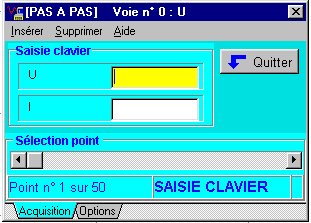 [PAS A PAS] Voie n° 0 : U
Insérer Supprimer Aide
Saisie clavier
U
I
Quitter
Sélection point
Point n° 1 sur 50 SAISIE CLAVIER
Acquisition Options